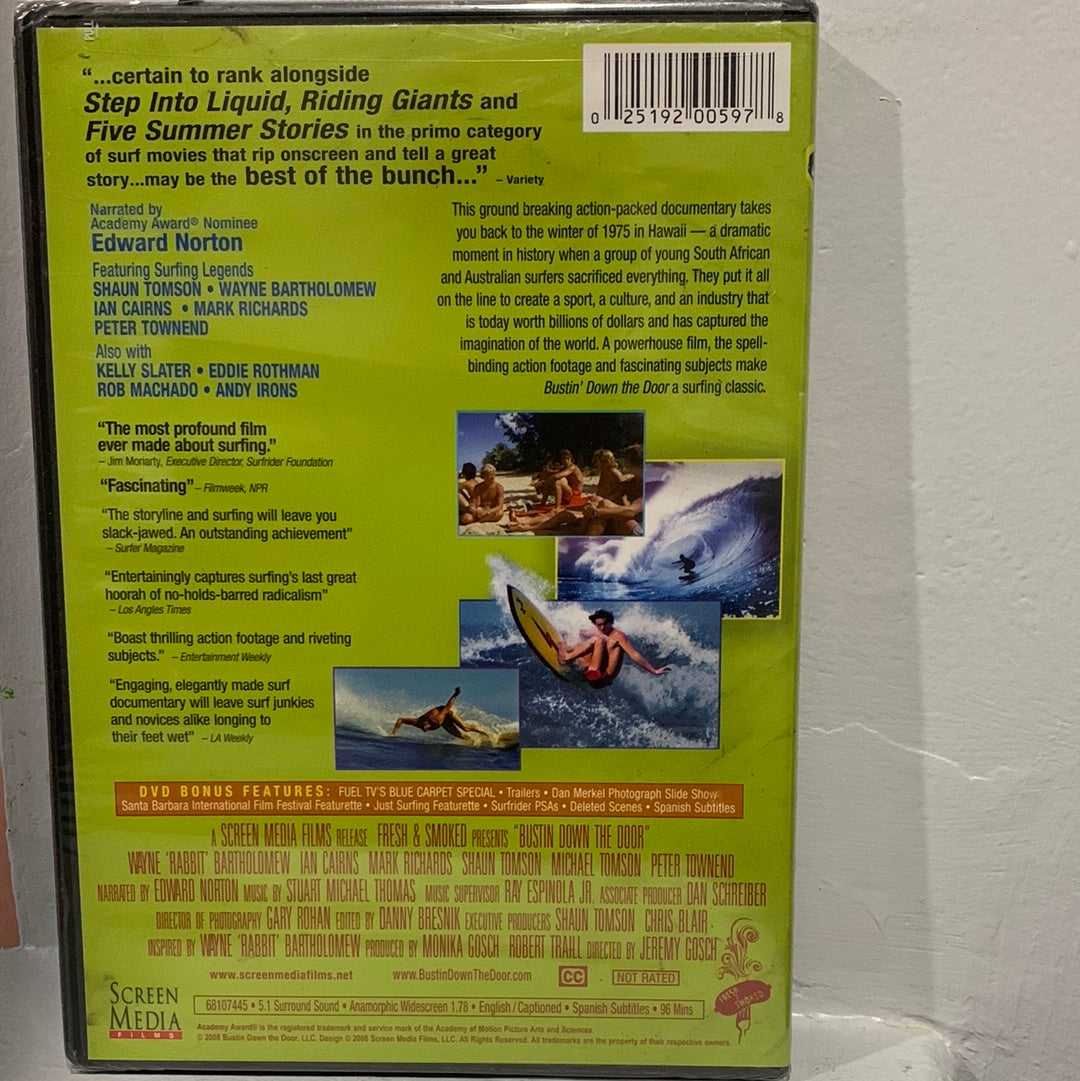 PULL
"...certain to rank alongside
Step Into Liquid, Riding Giants and
Five Summer Stories in the primo category
of surf movies that rip onscreen and tell a great
story...may be the best of the bunch..." – Variety
0 25192 00597 8
Narrated by
Academy Award® Nominee
Edward Norton
Featuring Surfing Legends
SHAUN TOMSON • WAYNE BARTHOLOMEW
IAN CAIRNS • MARK RICHARDS
PETER TOWNEND
Also with
KELLY SLATER • EDDIE ROTHMAN
ROB MACHADO • ANDY IRONS
This ground breaking action-packed documentary takes
you back to the winter of 1975 in Hawaii — a dramatic
moment in history when a group of young South African
and Australian surfers sacrificed everything. They put it all
on the line to create a sport, a culture, and an industry that
is today worth billions of dollars and has captured the
imagination of the world. A powerhouse film, the spell-
binding action footage and fascinating subjects make
Bustin' Down the Door a surfing classic.
"The most profound film
ever made about surfing."
– Jim Moriarty, Executive Director, Surfrider Foundation
"Fascinating" – Filmweek, NPR
"The storyline and surfing will leave you
slack-jawed. An outstanding achievement"
– Surfer Magazine
"Entertainingly captures surfing's last great
hoorah of no-holds-barred radicalism"
– Los Angles Times
"Boast thrilling action footage and riveting
subjects." – Entertainment Weekly
"Engaging, elegantly made surf
documentary will leave surf junkies
and novices alike longing to
their feet wet" – LA Weekly
DVD BONUS FEATURES: FUEL TV'S BLUE CARPET SPECIAL • Trailers • Dan Merkel Photograph Slide Show
Santa Barbara International Film Festival Featurette • Just Surfing Featurette • Surfrider PSAs • Deleted Scenes • Spanish Subtitles
A SCREEN MEDIA FILMS RELEASE FRESH & SMOKED PRESENTS "BUSTIN DOWN THE DOOR"
WAYNE 'RABBIT' BARTHOLOMEW IAN CAIRNS MARK RICHARDS SHAUN TOMSON MICHAEL TOMSON PETER TOWNEND
NARRATED BY EDWARD NORTON MUSIC BY STUART MICHAEL THOMAS MUSIC SUPERVISOR RAY ESPINOLA JR. ASSOCIATE PRODUCER DAN SCHREIBER
DIRECTOR OF PHOTOGRAPHY GARY ROHAN EDITED BY DANNY BRESNIK EXECUTIVE PRODUCERS SHAUN TOMSON CHRIS BLAIR
INSPIRED BY WAYNE 'RABBIT' BARTHOLOMEW PRODUCED BY MONIKA GOSCH ROBERT TRAILL DIRECTED BY JEREMY GOSCH
www.screenmediafilms.net www.BustinDownTheDoor.com CC NOT RATED
FRESH & SMOKED
SCREEN
MEDIA
FILMS
68107445 • 5.1 Surround Sound • Anamorphic Widescreen 1.78 • English / Captioned • Spanish Subtitles • 96 Mins
Academy Award® is the registered trademark and service mark of the Academy of Motion Picture Arts and Sciences.
© 2008 Bustin Down the Door, LLC. Design © 2008 Screen Media Films, LLC. All Rights Reserved. All trademarks are the property of their respective owners.